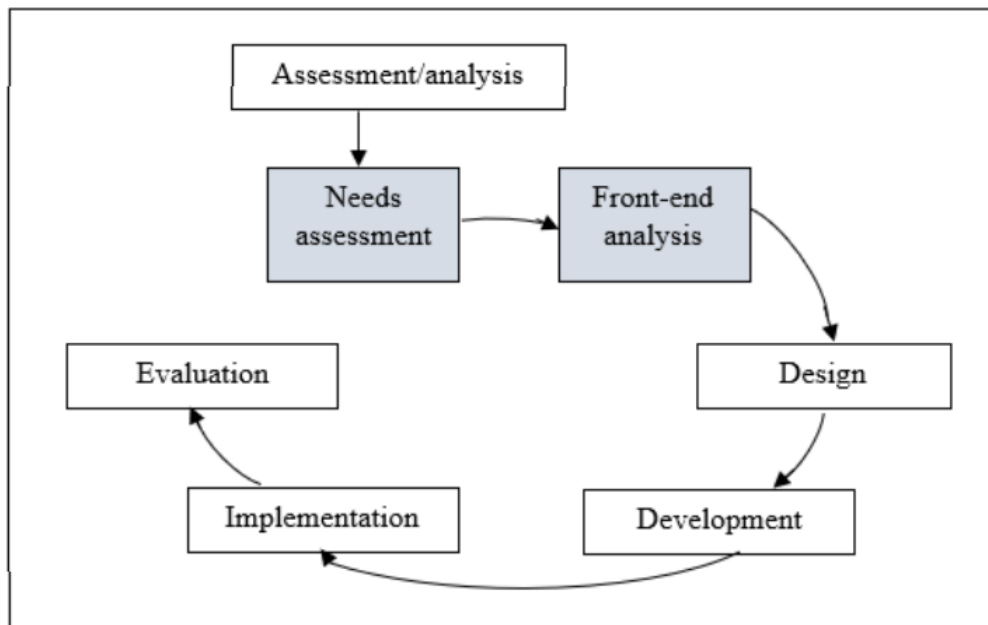 Assessment/analysis
Needs
assessment
Front-end
analysis
Evaluation
Design
Implementation
Development